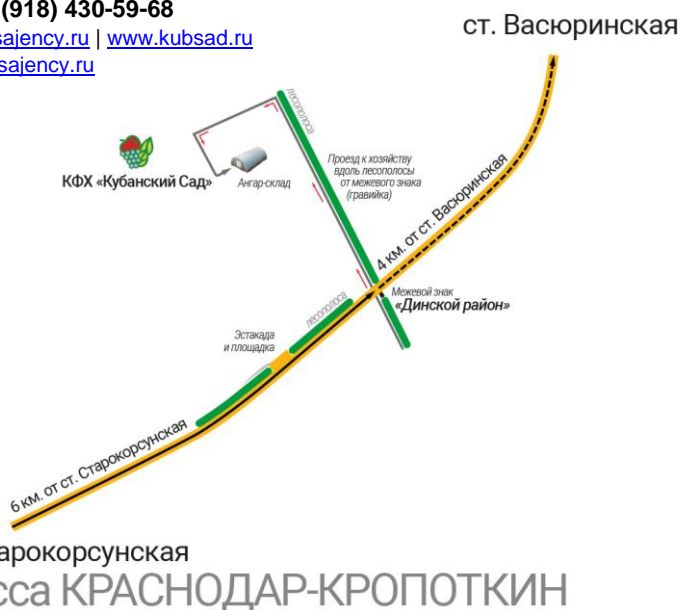 (918) 430-59-68
sajency.ru | www.kubsad.ru
sajency.ru
ст. Васюринская
лесополоса
КФХ «Кубанский Сад»
Ангар-склад
Проезд к хозяйству
вдоль лесополосы
от межевого знака
(гравийка)
4 км. от ст. Васюринская
Межевой знак
«Динской район»
лесополоса
Эстакада
и площадка
6 км. от ст. Старокорсунская
арокорсунская
сса КРАСНОДАР-КРОПОТКИН